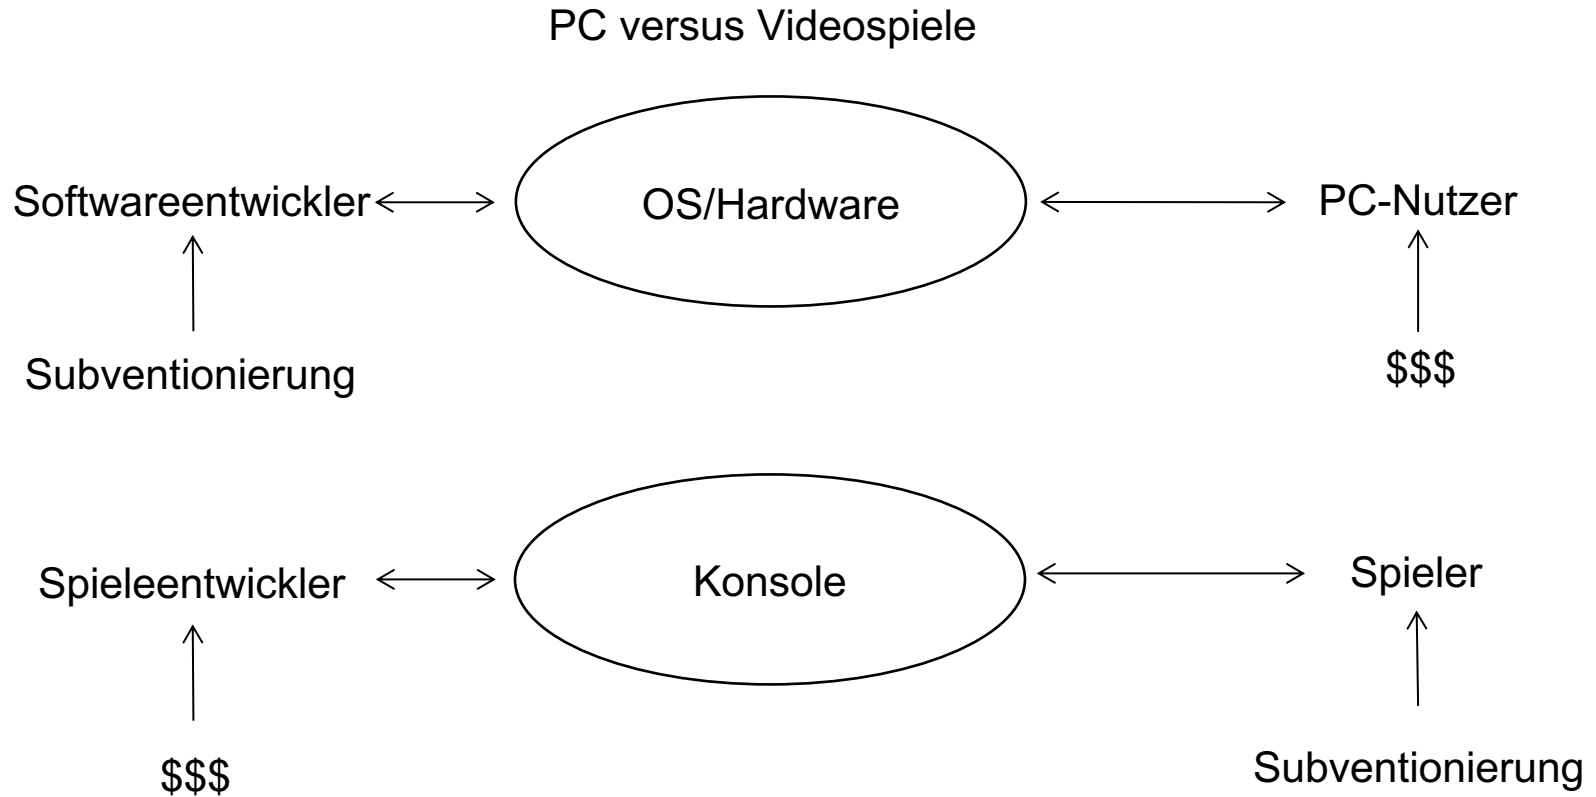 PC versus Videospiele
Softwareentwickler
OS/Hardware
PC-Nutzer
Subventionierung
$$$
Spieleentwickler
Konsole
Spieler
$$$
Subventionierung